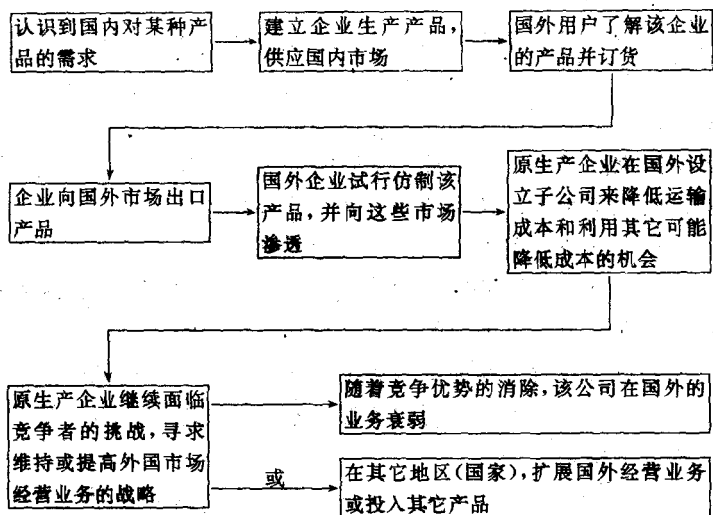 认识到国内对某种产
品的需求
建立企业生产产品,
供应国内市场
国外用户了解该企业
的产品并订货
企业向国外市场出口
产品
国外企业试行仿制该
产品,并向这些市场
渗透
原生产企业在国外设
立子公司来降低运输
成本和利用其它可能
降低成本的机会
原生产企业继续面临
竞争者的挑战,寻求
维持或提高外国市场
经营业务的战略
随着竞争优势的消除,该公司在国外的
业务衰弱
或
在其它地区(国家),扩展国外经营业务
或投入其它产品